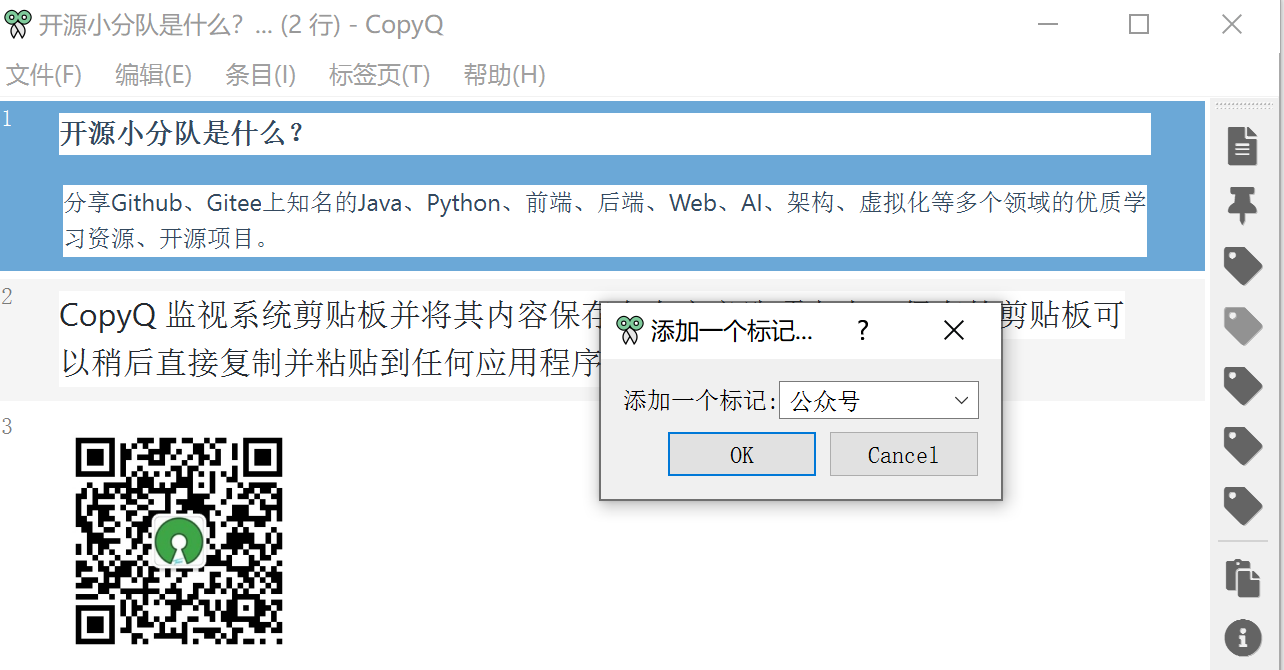 开源小分队是什么？... (2 行) - CopyQ
文件(F) 编辑(E) 条目(I) 标签页(T) 帮助(H)
1
开源小分队是什么？
分享Github、Gitee上知名的Java、Python、前端、后端、Web、AI、架构、虚拟化等多个领域的优质学
习资源、开源项目。
2
CopyQ 监视系统剪贴板并将其内容保存 剪贴板可
以稍后直接复制并粘贴到任何应用程序
添加一个标记... ?
添加一个标记: 公众号
OK Cancel
3